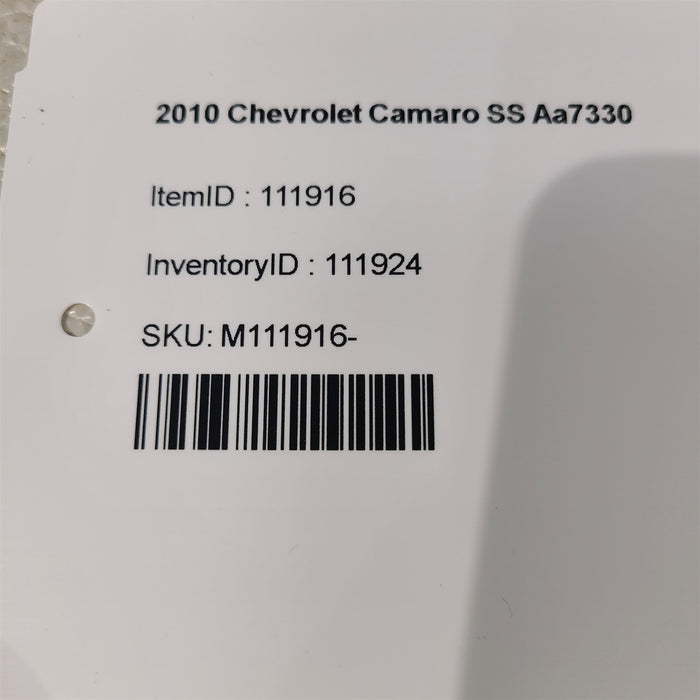 2010 Chevrolet Camaro SS Aa7330
ItemID : 111916
InventoryID : 111924
SKU: M111916-